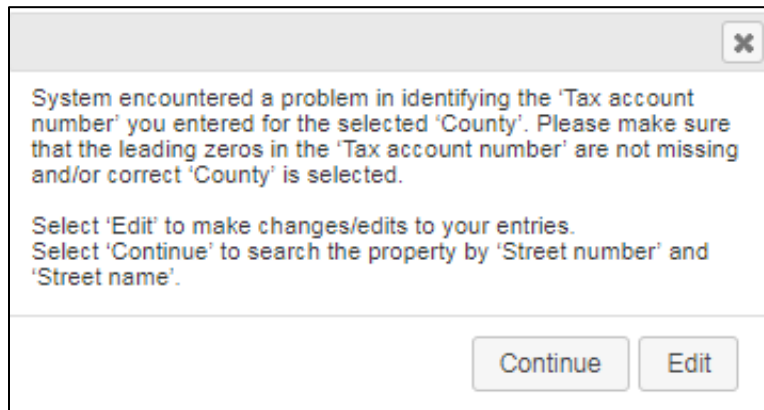 System encountered a problem in identifying the ‘Tax account
number’ you entered for the selected ‘County’. Please make sure
that the leading zeros in the ‘Tax account number’ are not missing
and/or correct ‘County’ is selected.
Select ‘Edit’ to make changes/edits to your entries.
Select ‘Continue’ to search the property by ‘Street number’ and
‘Street name’.
Continue Edit